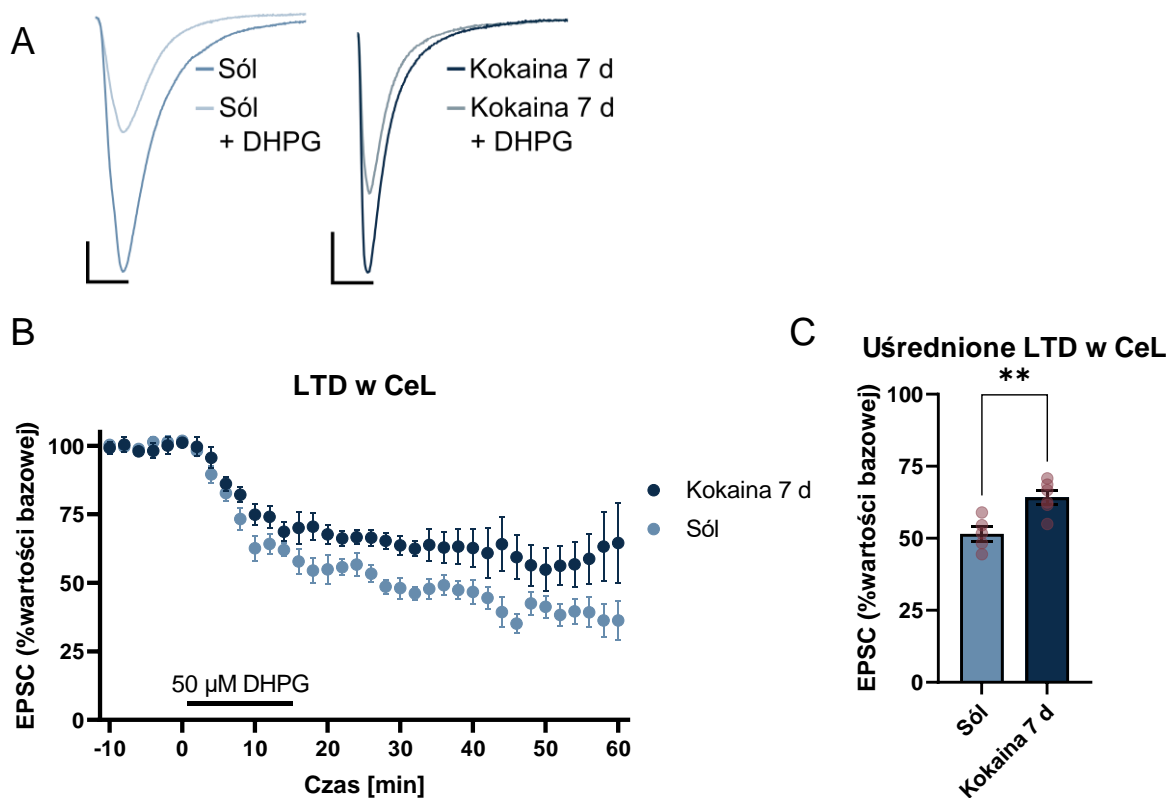 A
Sól
Sól
+ DHPG
Kokaina 7 d
Kokaina 7 d
+ DHPG
B
LTD w CeL
EPSC (%wartości bazowej)
100
75
50
25
0
50 µM DHPG
-10 0 10 20 30 40 50 60
Czas [min]
Kokaina 7 d
Sól
C
Uśrednione LTD w CeL
**
EPSC (%wartości bazowej)
100
75
50
25
0
Sól
Kokaina 7 d